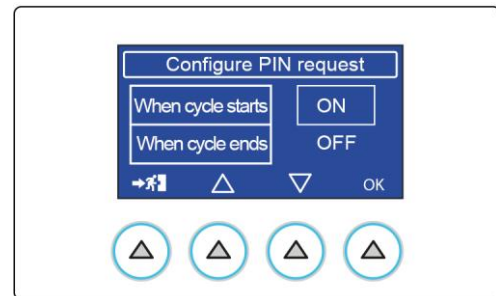 Configure PIN request
When cycle starts ON
When cycle ends OFF
OK